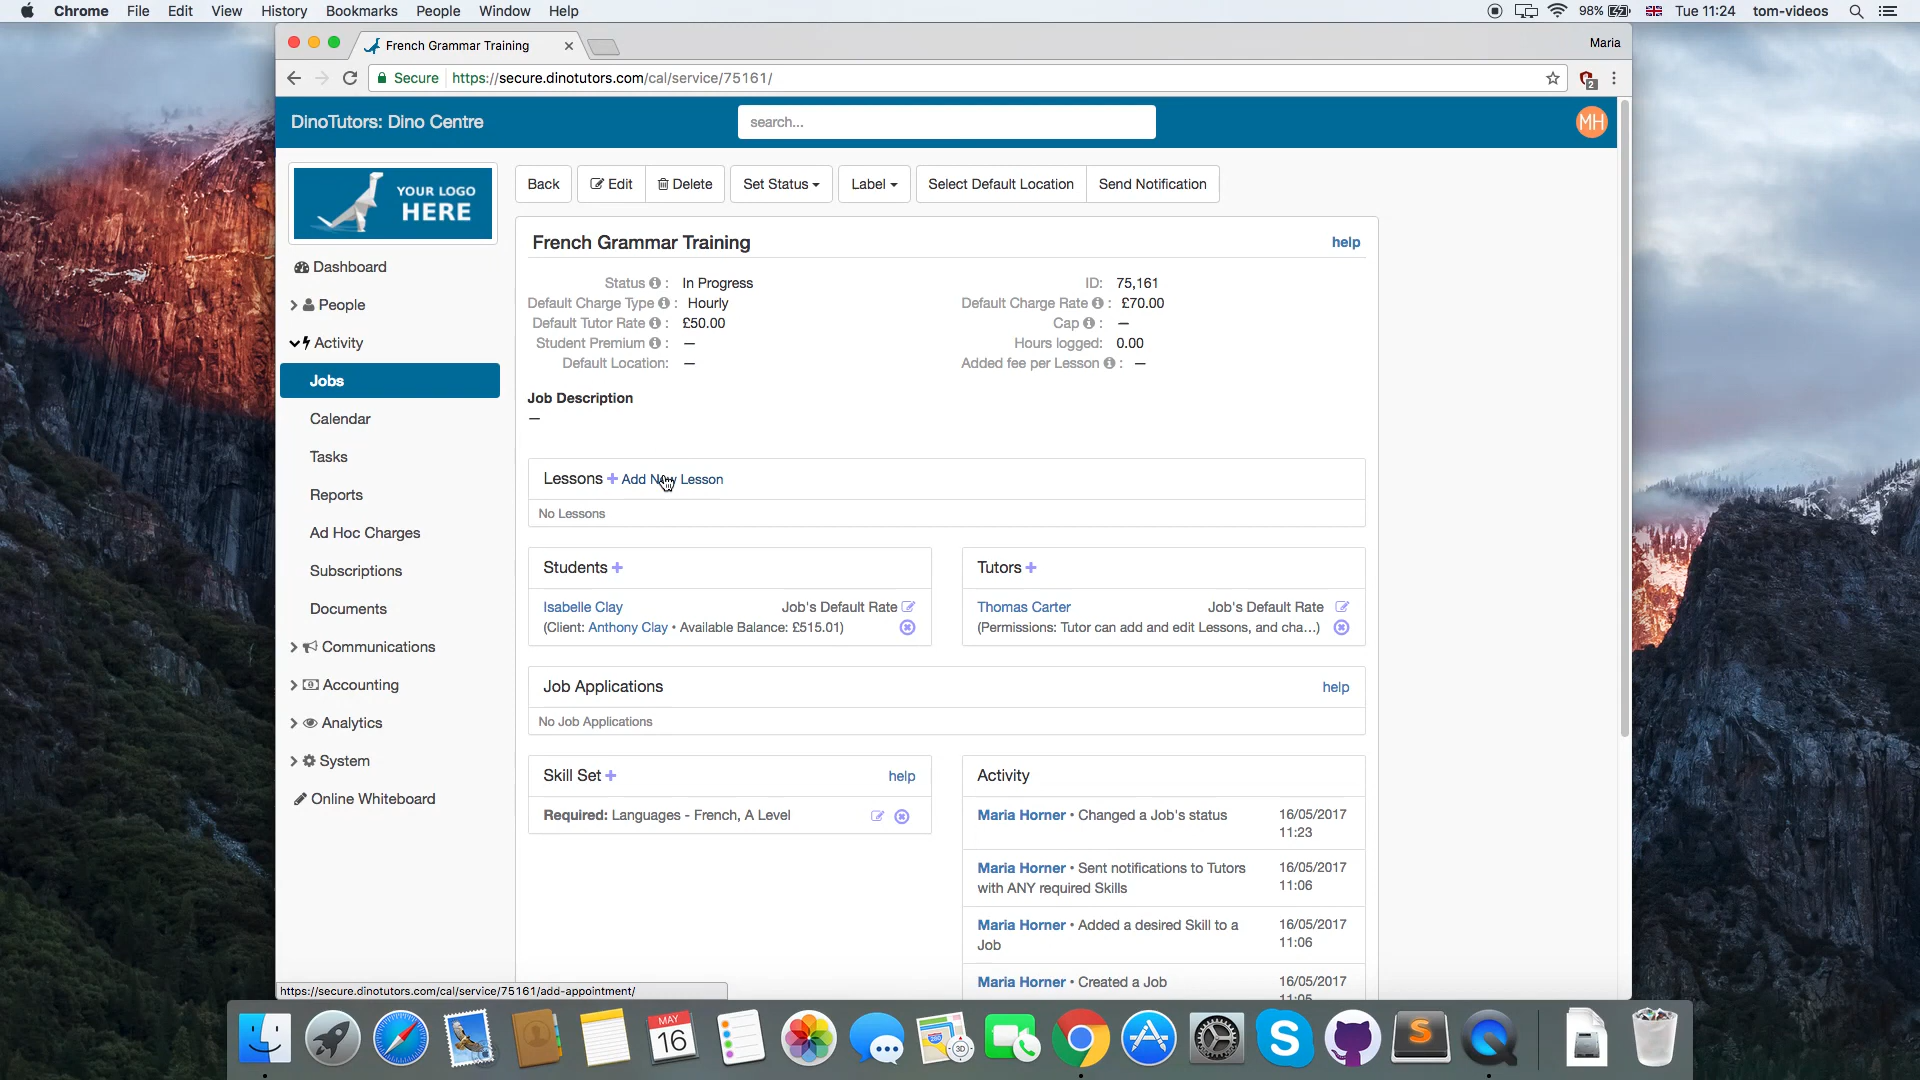 Chrome File Edit View History Bookmarks People Window Help 98% Tue 11:24 tom-videos
French Grammar Training Maria
Secure https://secure.dinotutors.com/cal/service/75161/ 2
DinoTutors: Dino Centre search... MH
YOUR LOGO
HERE
Dashboard
People
Activity
Jobs
Calendar
Tasks
Reports
Ad Hoc Charges
Subscriptions
Documents
Communications
Accounting
Analytics
System
Online Whiteboard
Back Edit Delete Set Status Label Select Default Location Send Notification
French Grammar Training help
Status : In Progress ID: 75,161
Default Charge Type : Hourly Default Charge Rate : £70.00
Default Tutor Rate : £50.00 Cap : —
Student Premium : — Hours logged: 0.00
Default Location: — Added fee per Lesson : —
Job Description
—
Lessons + Add New Lesson
No Lessons
Students +
Isabelle Clay Job's Default Rate
(Client: Anthony Clay • Available Balance: £515.01)
Tutors +
Thomas Carter Job's Default Rate
(Permissions: Tutor can add and edit Lessons, and cha...)
Job Applications help
No Job Applications
Skill Set + help
Required: Languages - French, A Level
Activity
Maria Horner • Changed a Job's status 16/05/2017
11:23
Maria Horner • Sent notifications to Tutors 16/05/2017
with ANY required Skills 11:06
Maria Horner • Added a desired Skill to a 16/05/2017
Job 11:06
Maria Horner • Created a Job 16/05/2017
11:05
https://secure.dinotutors.com/cal/service/75161/add-appointment/
MAY
16
3D
S